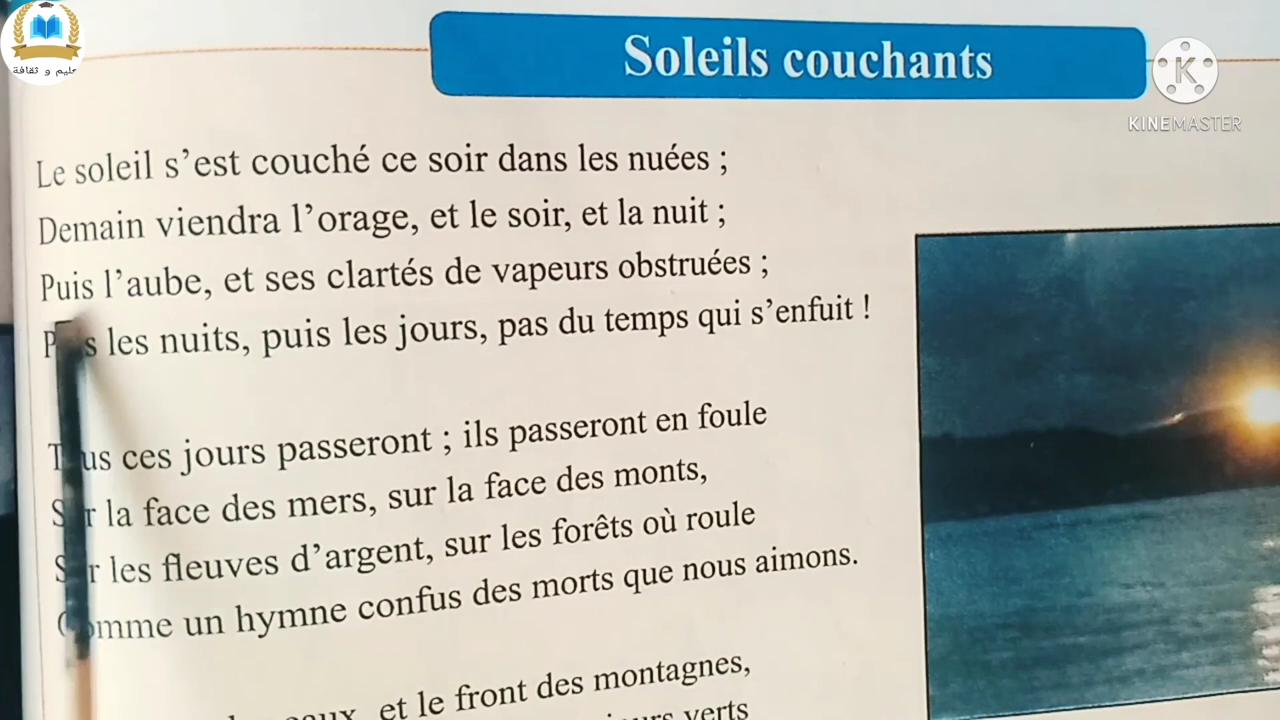 Soleils couchants
KINEMASTER
Le soleil s'est couché ce soir dans les nuées ;
Demain viendra l'orage, et le soir, et la nuit ;
Puis l'aube, et ses clartés de vapeurs obstruées ;
les nuits, puis les jours, pas du temps qui s'enfuit !
ces jours passeront ; ils passeront en foule
la face des mers, sur la face des monts,
les fleuves d'argent, sur les forêts où roule
Comme un hymne confus des morts que nous aimons.
et le front des montagnes,
verts
و ثقافة